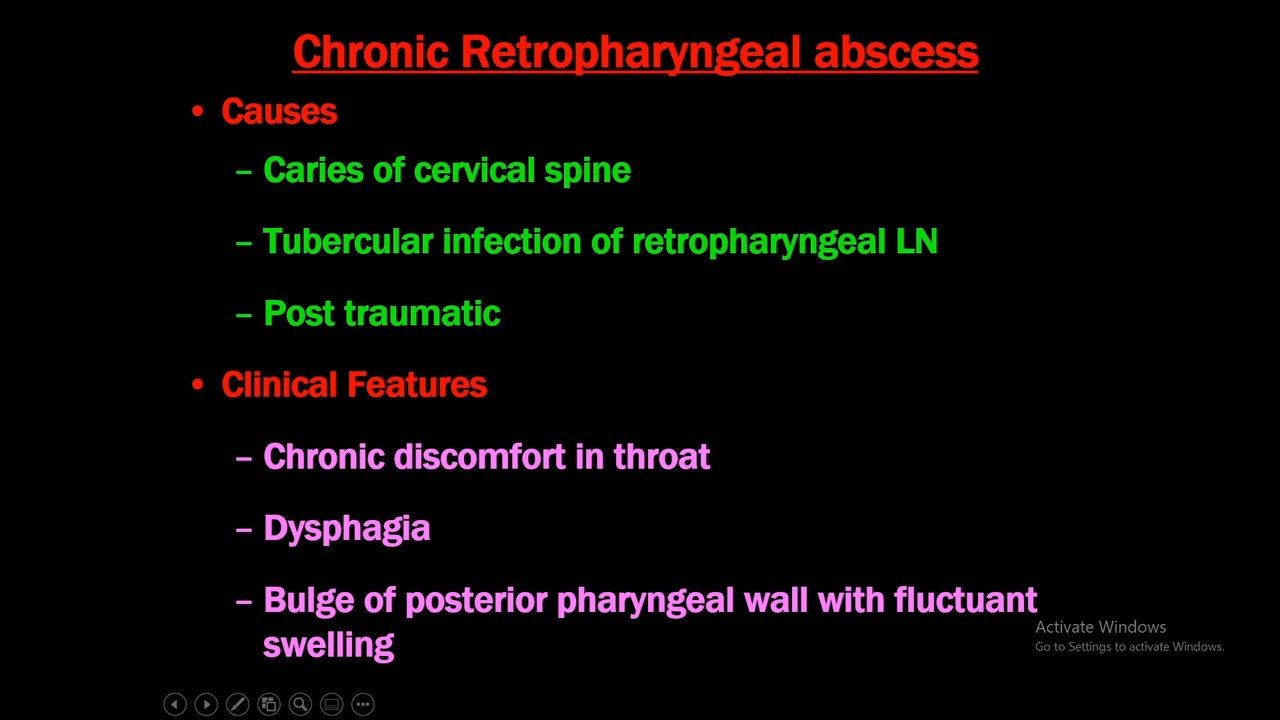 Chronic Retropharyngeal abscess
• Causes
– Caries of cervical spine
– Tubercular infection of retropharyngeal LN
– Post traumatic
• Clinical Features
– Chronic discomfort in throat
– Dysphagia
– Bulge of posterior pharyngeal wall with fluctuant
swelling
Activate Windows
Go to Settings to activate Windows.